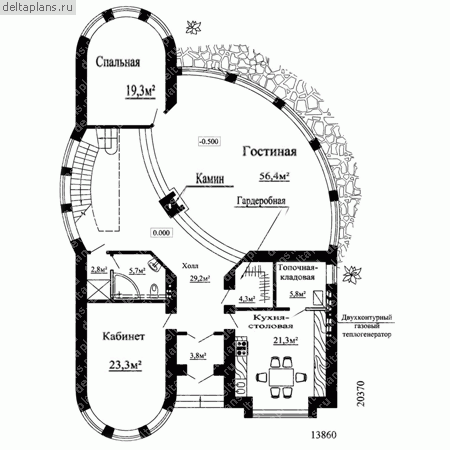 deltaplans.ru
Спальная
19,3м²
-0.500
Гостиная
56,4м²
Камин
Гардеробная
0.000
Холл
29,2м²
2,8м²
5,7м²
4,3м²
Топочная-
кладовая
5,8м²
Кухня-
столовая
21,3м²
Двухконтурный
газовый
теплогенератор
Кабинет
23,3м²
3,8м²
20370
13860